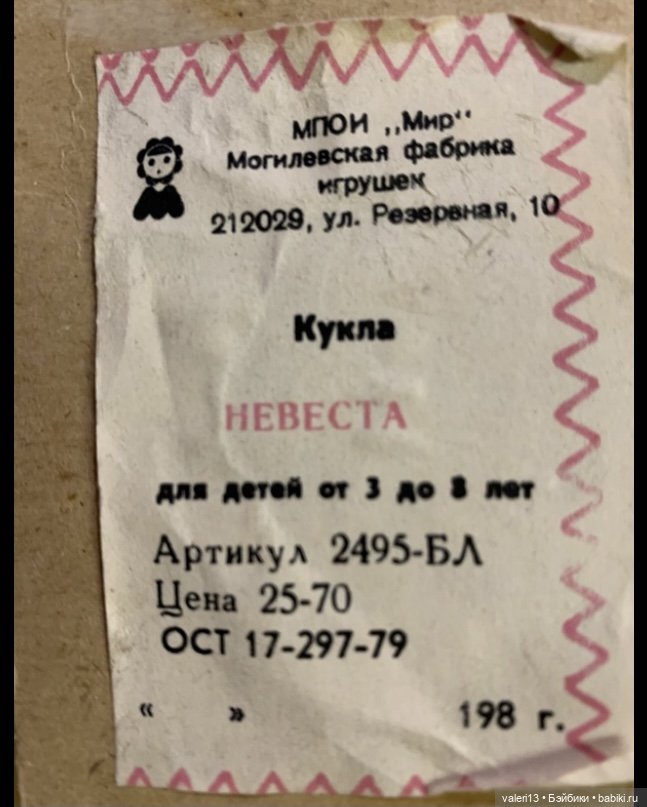 МПОИ ,,Мир“
Могилевская фабрика
игрушек
212029, ул. Резервная, 10
Кукла
НЕВЕСТА
для детей от 3 до 8 лет
Артикул 2495-БЛ
Цена 25-70
ОСТ 17-297-79
« » 198 г.
valeri13 • Бэйбики • babiki.ru